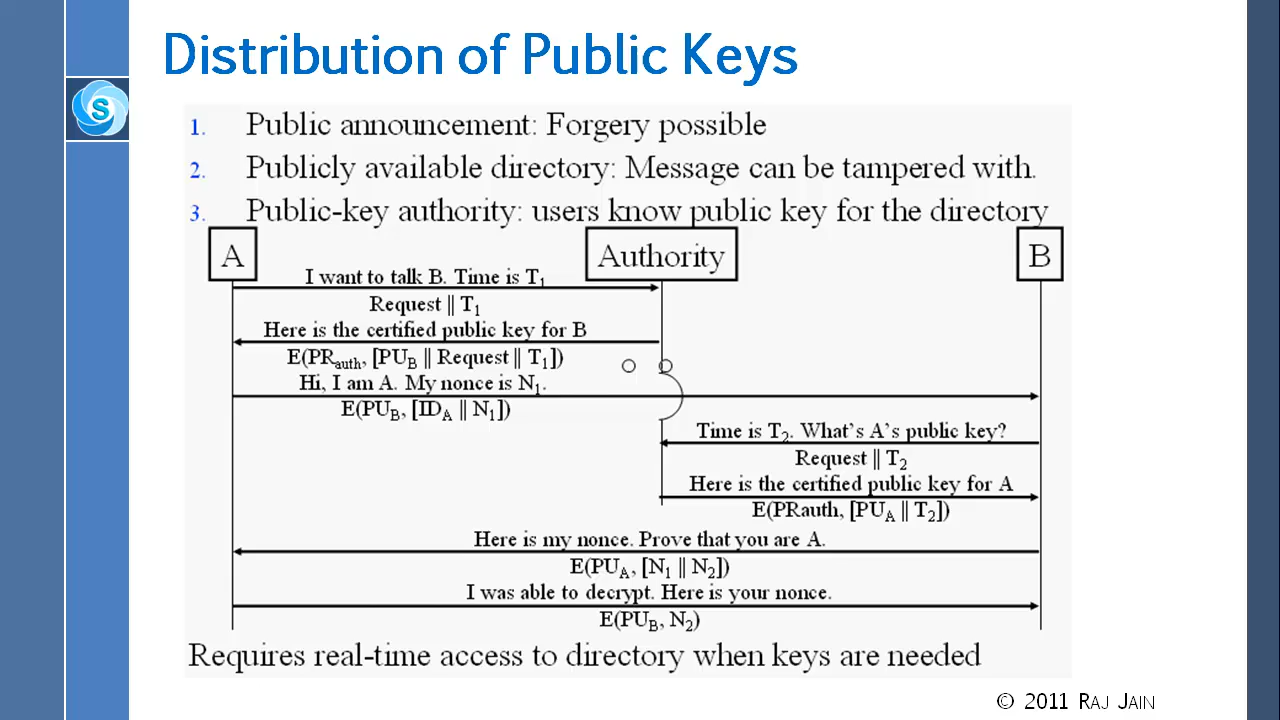 Distribution of Public Keys
S
1. Public announcement: Forgery possible
2. Publicly available directory: Message can be tampered with.
3. Public-key authority: users know public key for the directory
A
Authority
B
I want to talk B. Time is T₁
Request || T₁
Here is the certified public key for B
E(PRauth, [PUB || Request || T₁])
Hi, I am A. My nonce is N₁.
E(PUB, [IDA || N₁])
Time is T₂. What's A's public key?
Request || T₂
Here is the certified public key for A
E(PRauth, [PUA || T₂])
Here is my nonce. Prove that you are A.
E(PUA, [N₁ || N₂])
I was able to decrypt. Here is your nonce.
E(PUB, N₂)
Requires real-time access to directory when keys are needed
© 2011 RAJ JAIN